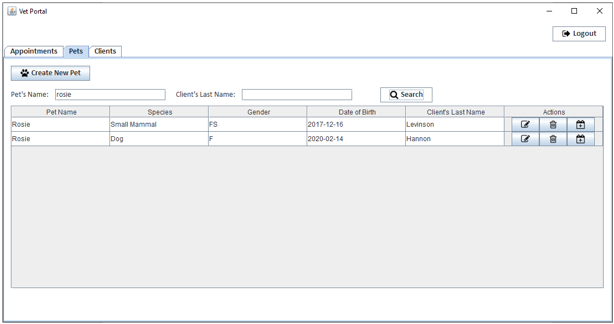 Vet Portal
Logout
Appointments Pets Clients
Create New Pet
Pet's Name: rosie Client's Last Name: Search
Pet Name Species Gender Date of Birth Client's Last Name Actions
Rosie Small Mammal FS 2017-12-16 Levinson
Rosie Dog F 2020-02-14 Hannon